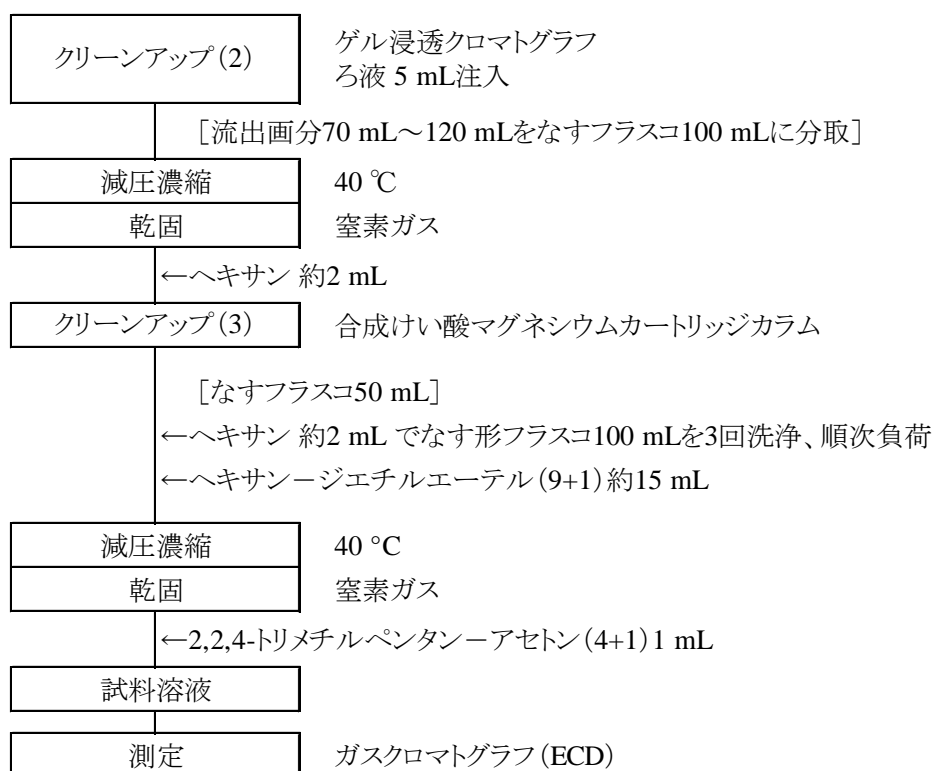 クリーンアップ(2)
ゲル浸透クロマトグラフ
ろ液 5 mL注入
[流出画分70 mL～120 mLをなすフラスコ100 mLに分取]
減圧濃縮 40 ℃
乾固 窒素ガス
←ヘキサン 約2 mL
クリーンアップ(3) 合成けい酸マグネシウムカートリッジカラム
[なすフラスコ50 mL]
←ヘキサン 約2 mL でなす形フラスコ100 mLを3回洗浄、順次負荷
←ヘキサン－ジエチルエーテル(9+1)約15 mL
減圧濃縮 40 °C
乾固 窒素ガス
←2,2,4-トリメチルペンタン－アセトン(4+1)1 mL
試料溶液
測定 ガスクロマトグラフ(ECD)